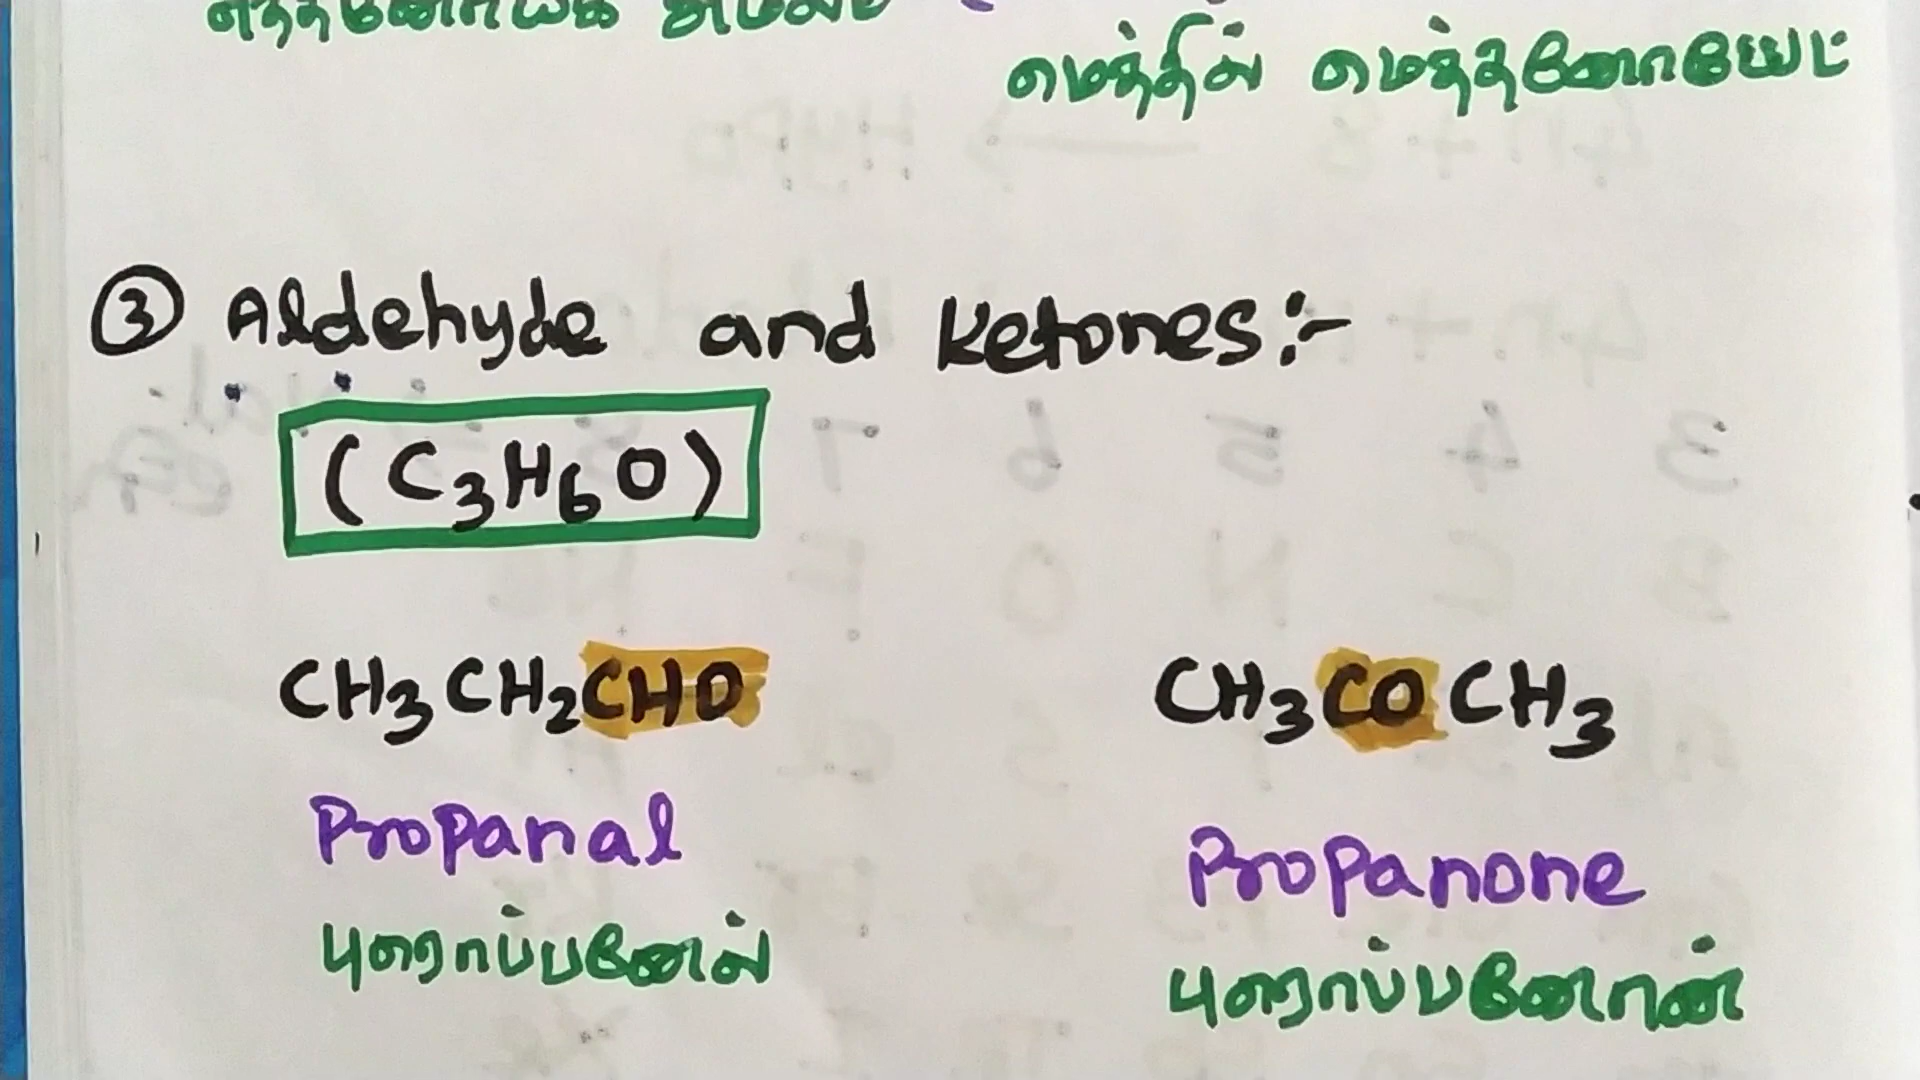 மெத்தில் மெத்தனோயேட்
③ Aldehyde and Ketones:-
(C₃H₆O)
CH₃CH₂CHO CH₃COCH₃
Propanal Propanone
புரொப்பனேல் புரொப்பனோன்